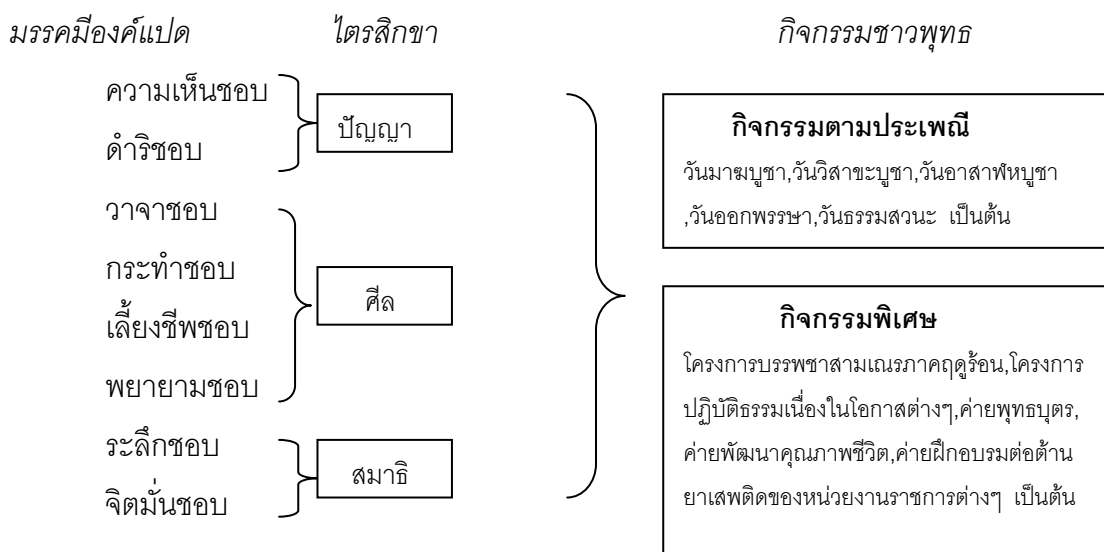 มรรคมีองค์แปด ไตรสิกขา กิจกรรมชาวพุทธ
ความเห็นชอบ
ดำริชอบ
ปัญญา
วาจาชอบ
กระทำชอบ
เลี้ยงชีพชอบ
พยายามชอบ
ศีล
ระลึกชอบ
จิตมั่นชอบ
สมาธิ
กิจกรรมตามประเพณี
วันมาฆบูชา,วันวิสาขะบูชา,วันอาสาฬหบูชา
,วันออกพรรษา,วันธรรมสวนะ เป็นต้น
กิจกรรมพิเศษ
โครงการบรรพชาสามเณรภาคฤดูร้อน,โครงการ
ปฏิบัติธรรมเนื่องในโอกาสต่างๆ,ค่ายพุทธบุตร,
ค่ายพัฒนาคุณภาพชีวิต,ค่ายฝึกอบรมต่อต้าน
ยาเสพติดของหน่วยงานราชการต่างๆ เป็นต้น